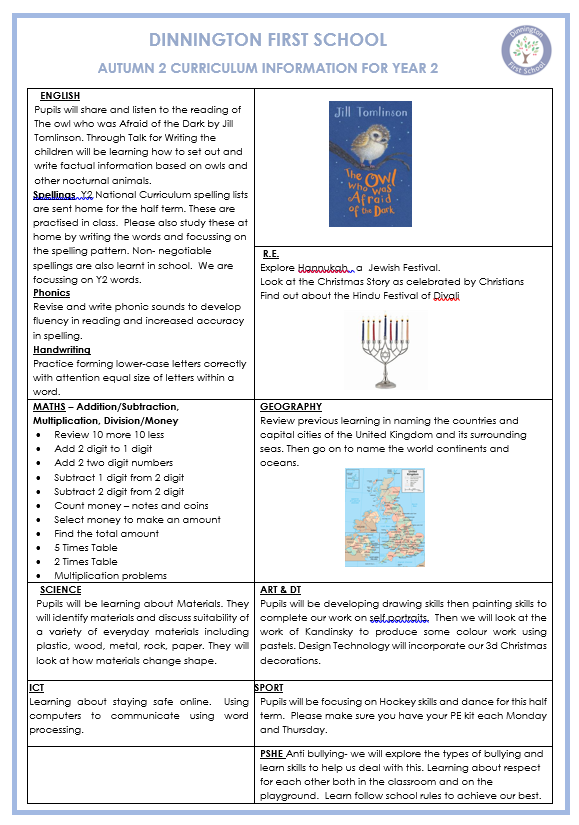 DINNINGTON FIRST SCHOOL
AUTUMN 2 CURRICULUM INFORMATION FOR YEAR 2
Dinnington
First School
ENGLISH
Pupils will share and listen to the reading of
The owl who was Afraid of the Dark by Jill
Tomlinson. Through Talk for Writing the
children will be learning how to set out and
write factual information based on owls and
other nocturnal animals.
Spellings Y2 National Curriculum spelling lists
are sent home for the half term. These are
practised in class. Please also study these at
home by writing the words and focussing on
the spelling pattern. Non- negotiable
spellings are also learnt in school. We are
focussing on Y2 words.
Phonics
Revise and write phonic sounds to develop
fluency in reading and increased accuracy
in spelling.
Handwriting
Practice forming lower-case letters correctly
with attention equal size of letters within a
word.
Jill Tomlinson
The Owl
who was
Afraid
of the Dark
R.E.
Explore Hannukah a Jewish Festival.
Look at the Christmas Story as celebrated by Christians
Find out about the Hindu Festival of Divali
MATHS – Addition/Subtraction,
Multiplication, Division/Money
• Review 10 more 10 less
• Add 2 digit to 1 digit
• Add 2 two digit numbers
• Subtract 1 digit from 2 digit
• Subtract 2 digit from 2 digit
• Count money – notes and coins
• Select money to make an amount
• Find the total amount
• 5 Times Table
• 2 Times Table
• Multiplication problems
GEOGRAPHY
Review previous learning in naming the countries and
capital cities of the United Kingdom and its surrounding
seas. Then go on to name the world continents and
oceans.
SCIENCE
Pupils will be learning about Materials. They
will identify materials and discuss suitability of
a variety of everyday materials including
plastic, wood, metal, rock, paper. They will
look at how materials change shape.
ART & DT
Pupils will be developing drawing skills then painting skills to
complete our work on self portraits. Then we will look at the
work of Kandinsky to produce some colour work using
pastels. Design Technology will incorporate our 3d Christmas
decorations.
ICT
Learning about staying safe online. Using
computers to communicate using word
processing.
SPORT
Pupils will be focusing on Hockey skills and dance for this half
term. Please make sure you have your PE kit each Monday
and Thursday.
PSHE Anti bullying- we will explore the types of bullying and
learn skills to help us deal with this. Learning about respect
for each other both in the classroom and on the
playground. Learn follow school rules to achieve our best.